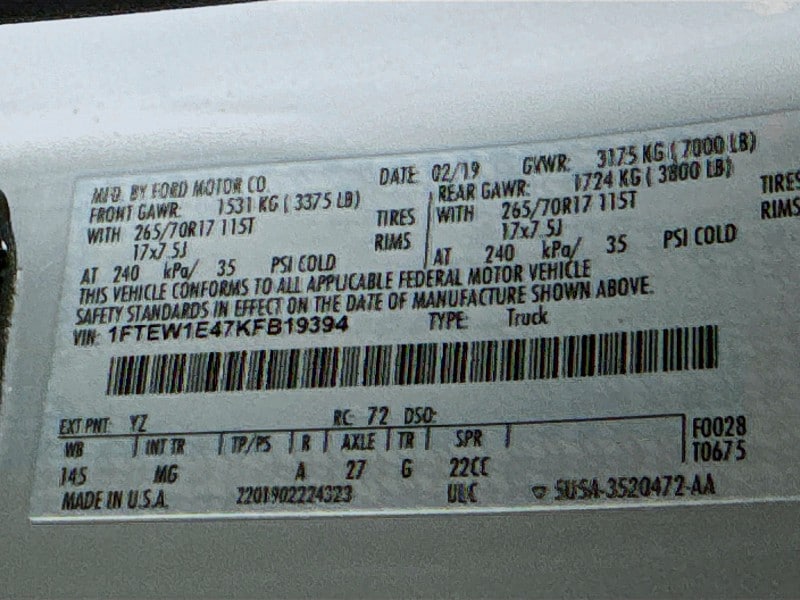 MFD. BY FORD MOTOR CO. DATE: 02/19 GVWR: 3175 KG ( 7000 LB)
FRONT GAWR: 1531 KG ( 3375 LB) REAR GAWR: 1724 KG ( 3800 LB)
WITH 265/70R17 115T TIRES WITH 265/70R17 115T TIRES
17x7.5J RIMS 17x7.5J RIMS
AT 240 kPa/ 35 PSI COLD AT 240 kPa/ 35 PSI COLD
THIS VEHICLE CONFORMS TO ALL APPLICABLE FEDERAL MOTOR VEHICLE
SAFETY STANDARDS IN EFFECT ON THE DATE OF MANUFACTURE SHOWN ABOVE.
VIN: 1FTEW1E47KFB19394 TYPE: Truck
EXT PNT: YZ RC: 72 DSO:
WB INT TR TP/PS R AXLE TR SPR F0028
145 MG A 27 G 22CC T0675
MADE IN U.S.A. 2201902224323 ULC 5USA-3520472-AA